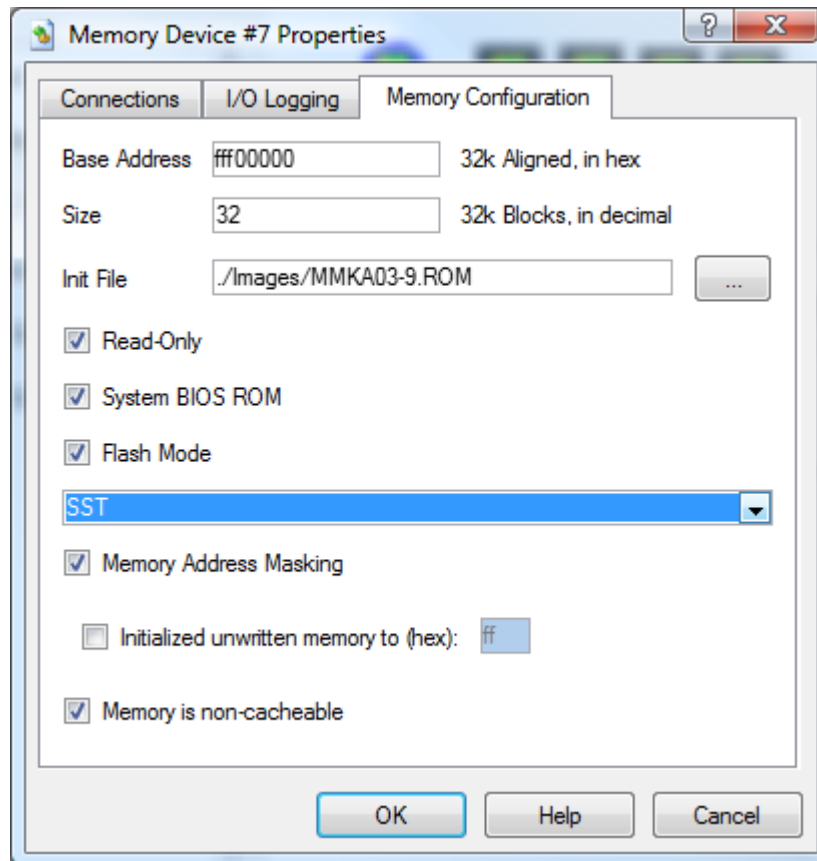 Memory Device #7 Properties
?
Connections I/O Logging Memory Configuration
Base Address fff00000 32k Aligned, in hex
Size 32 32k Blocks, in decimal
Init File ./Images/MMKA03-9.ROM ...
Read-Only
System BIOS ROM
Flash Mode
SST
Memory Address Masking
Initialized unwritten memory to (hex): ff
Memory is non-cacheable
OK Help Cancel